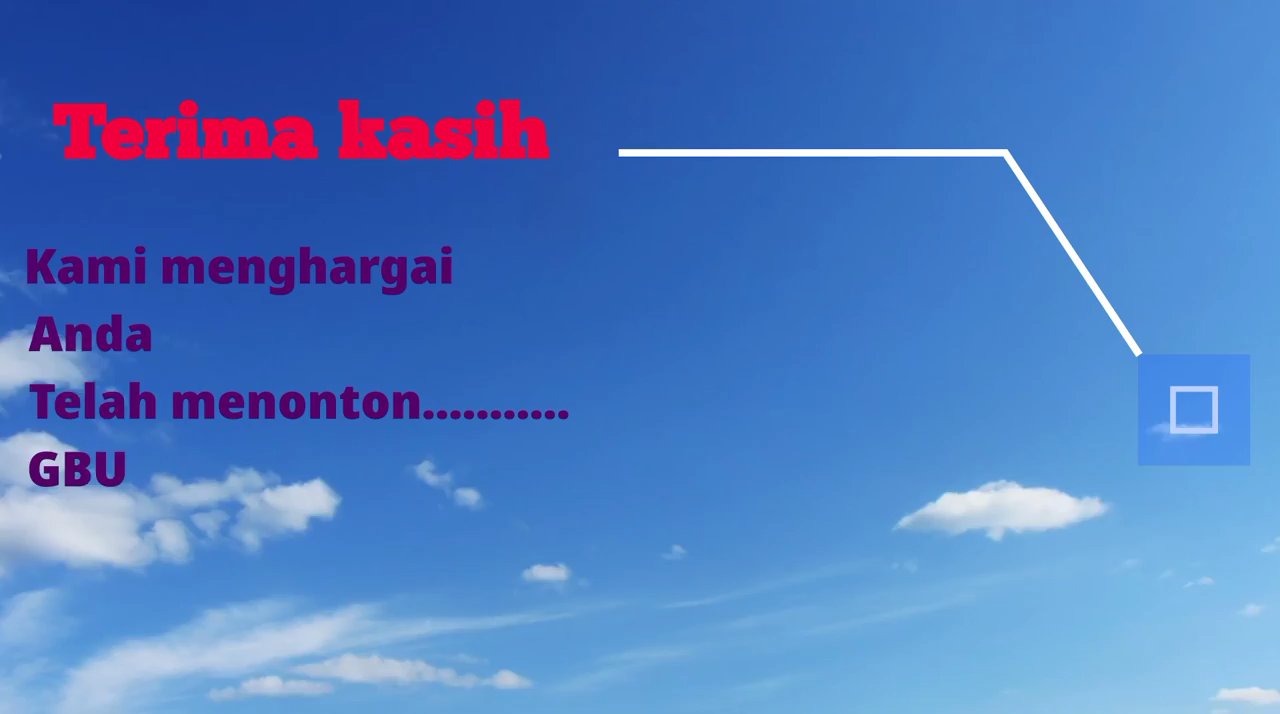 Terima kasih
Kami menghargai
Anda
Telah menonton...........
GBU